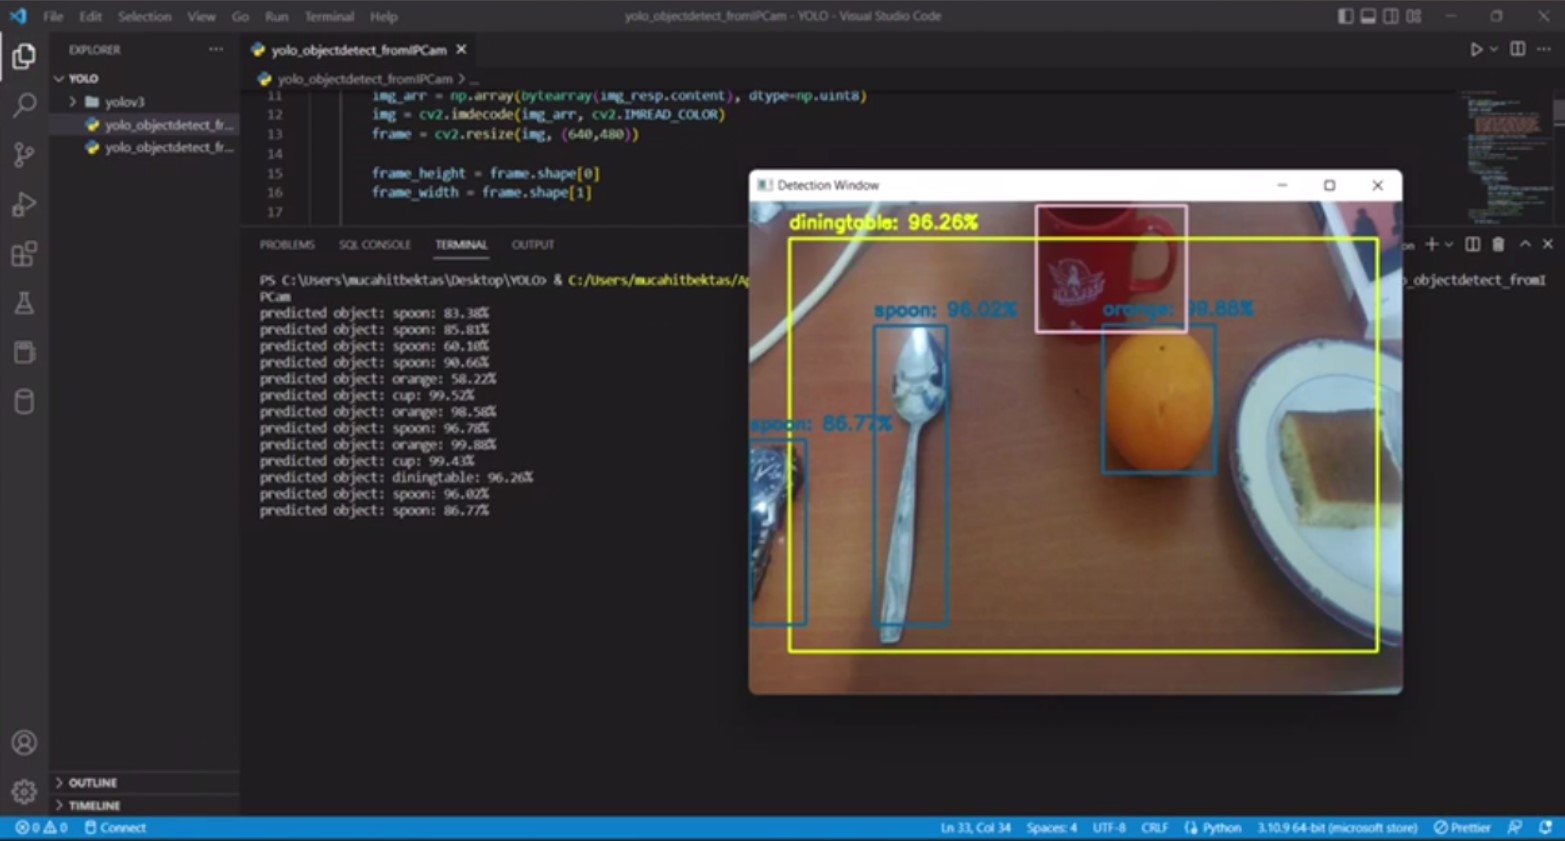 File Edit Selection View Go Run Terminal Help
yolo_objectdetect_fromIPCam - YOLO - Visual Studio Code
EXPLORER ...
YOLO
yolov3
yolo_objectdetect_fr...
yolo_objectdetect_fr...
yolo_objectdetect_fromIPCam
yolo_objectdetect_fromIPCam > ...
11 img_arr = np.array(bytearray(img_resp.content), dtype=np.uint8)
12 img = cv2.imdecode(img_arr, cv2.IMREAD_COLOR)
13 frame = cv2.resize(img, (640,480))
14
15 frame_height = frame.shape[0]
16 frame_width = frame.shape[1]
17
PROBLEMS SQL CONSOLE TERMINAL OUTPUT
PS C:\Users\mucahitbektas\Desktop\YOLO> & C:/Users/mucahitbektas/Ap
o_objectdetect_fromI
PCam
predicted object: spoon: 83.38%
predicted object: spoon: 85.81%
predicted object: spoon: 60.10%
predicted object: spoon: 90.66%
predicted object: orange: 58.22%
predicted object: cup: 99.52%
predicted object: orange: 98.58%
predicted object: spoon: 96.78%
predicted object: orange: 99.88%
predicted object: cup: 99.43%
predicted object: diningtable: 96.26%
predicted object: spoon: 96.02%
predicted object: spoon: 86.77%
Detection Window
diningtable: 96.26%
spoon: 96.02%
orange: 99.88%
spoon: 86.77%
OUTLINE
TIMELINE
0 0 Connect
Ln 33, Col 34 Spaces: 4 UTF-8 CRLF Python 3.10.9 64-bit (microsoft store) Prettier